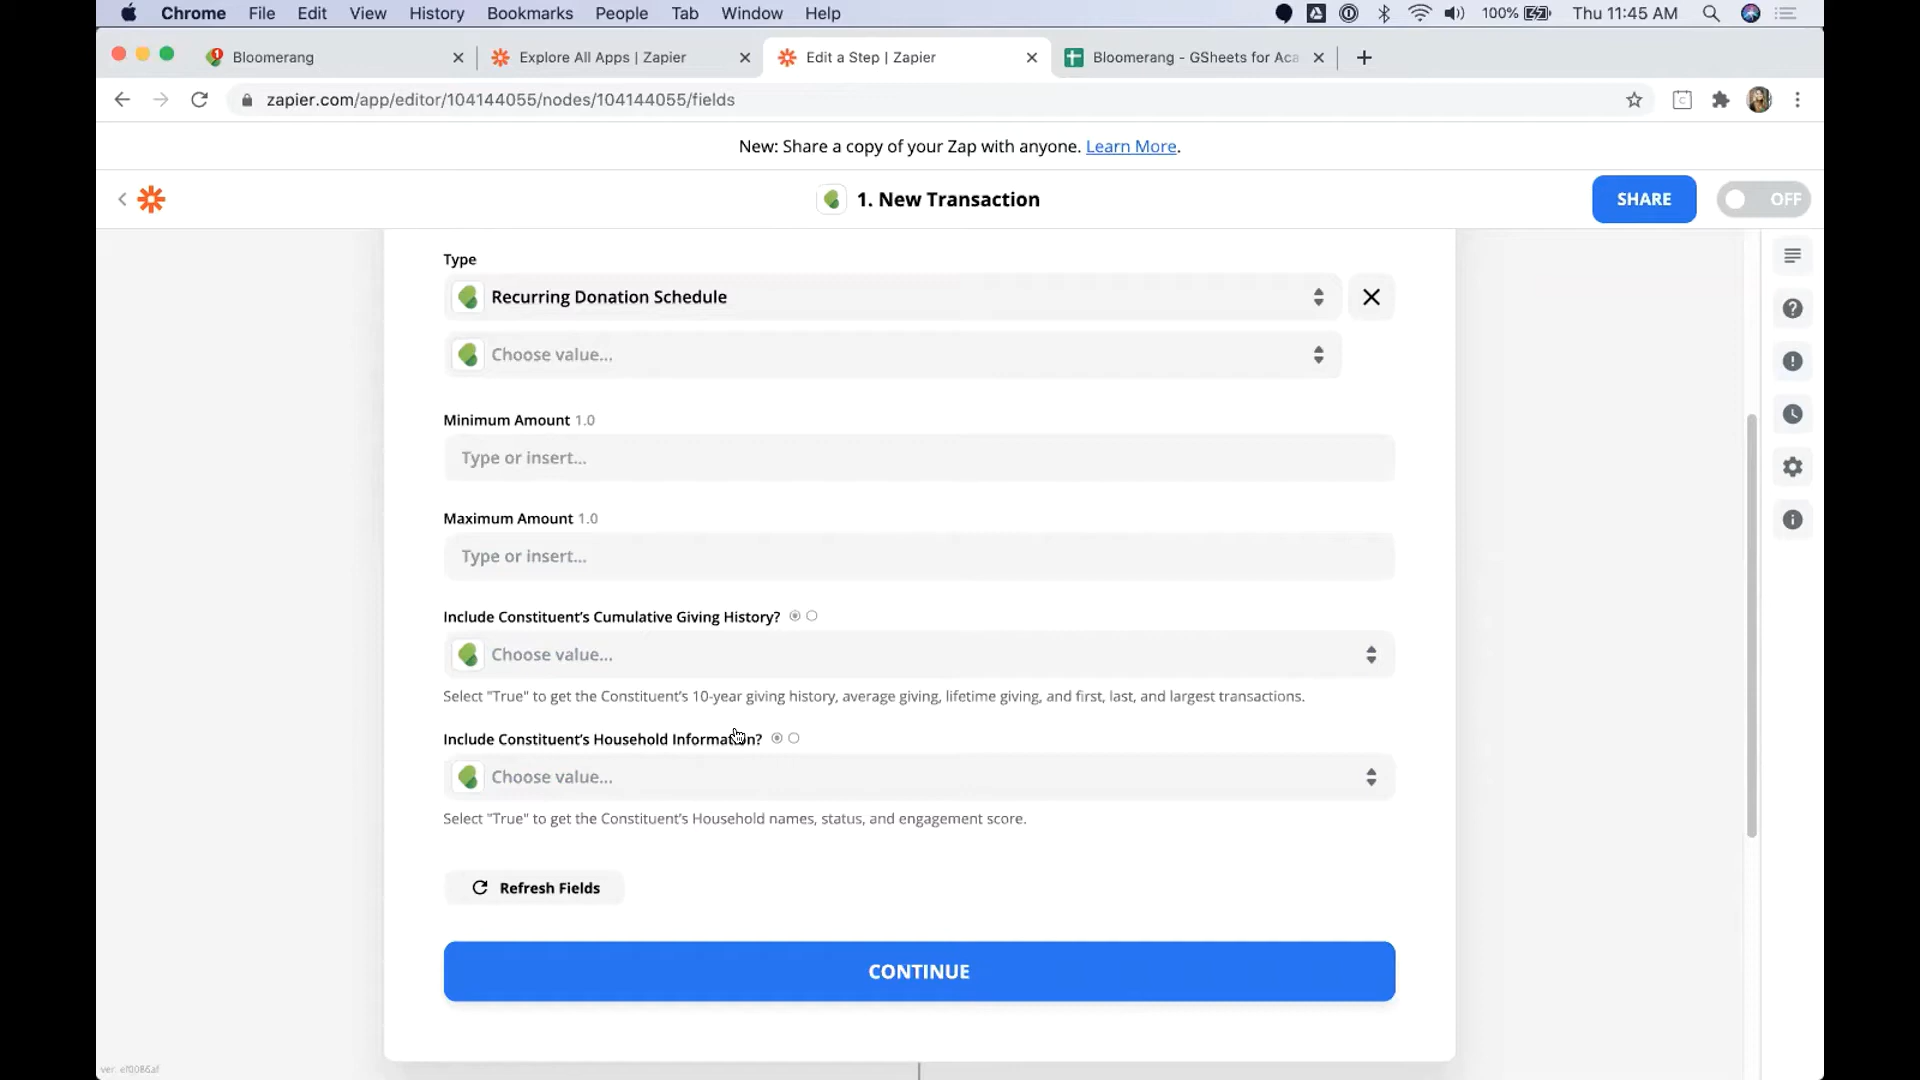 Chrome File Edit View History Bookmarks People Tab Window Help 100% Thu 11:45 AM
Bloomerang Explore All Apps | Zapier Edit a Step | Zapier Bloomerang - GSheets for Aca
zapier.com/app/editor/104144055/nodes/104144055/fields
New: Share a copy of your Zap with anyone. Learn More.
1. New Transaction SHARE OFF
Type
Recurring Donation Schedule
Choose value...
Minimum Amount 1.0
Type or insert...
Maximum Amount 1.0
Type or insert...
Include Constituent's Cumulative Giving History?
Choose value...
Select "True" to get the Constituent's 10-year giving history, average giving, lifetime giving, and first, last, and largest transactions.
Include Constituent's Household Information?
Choose value...
Select "True" to get the Constituent's Household names, status, and engagement score.
Refresh Fields
CONTINUE
ver. ef0086af